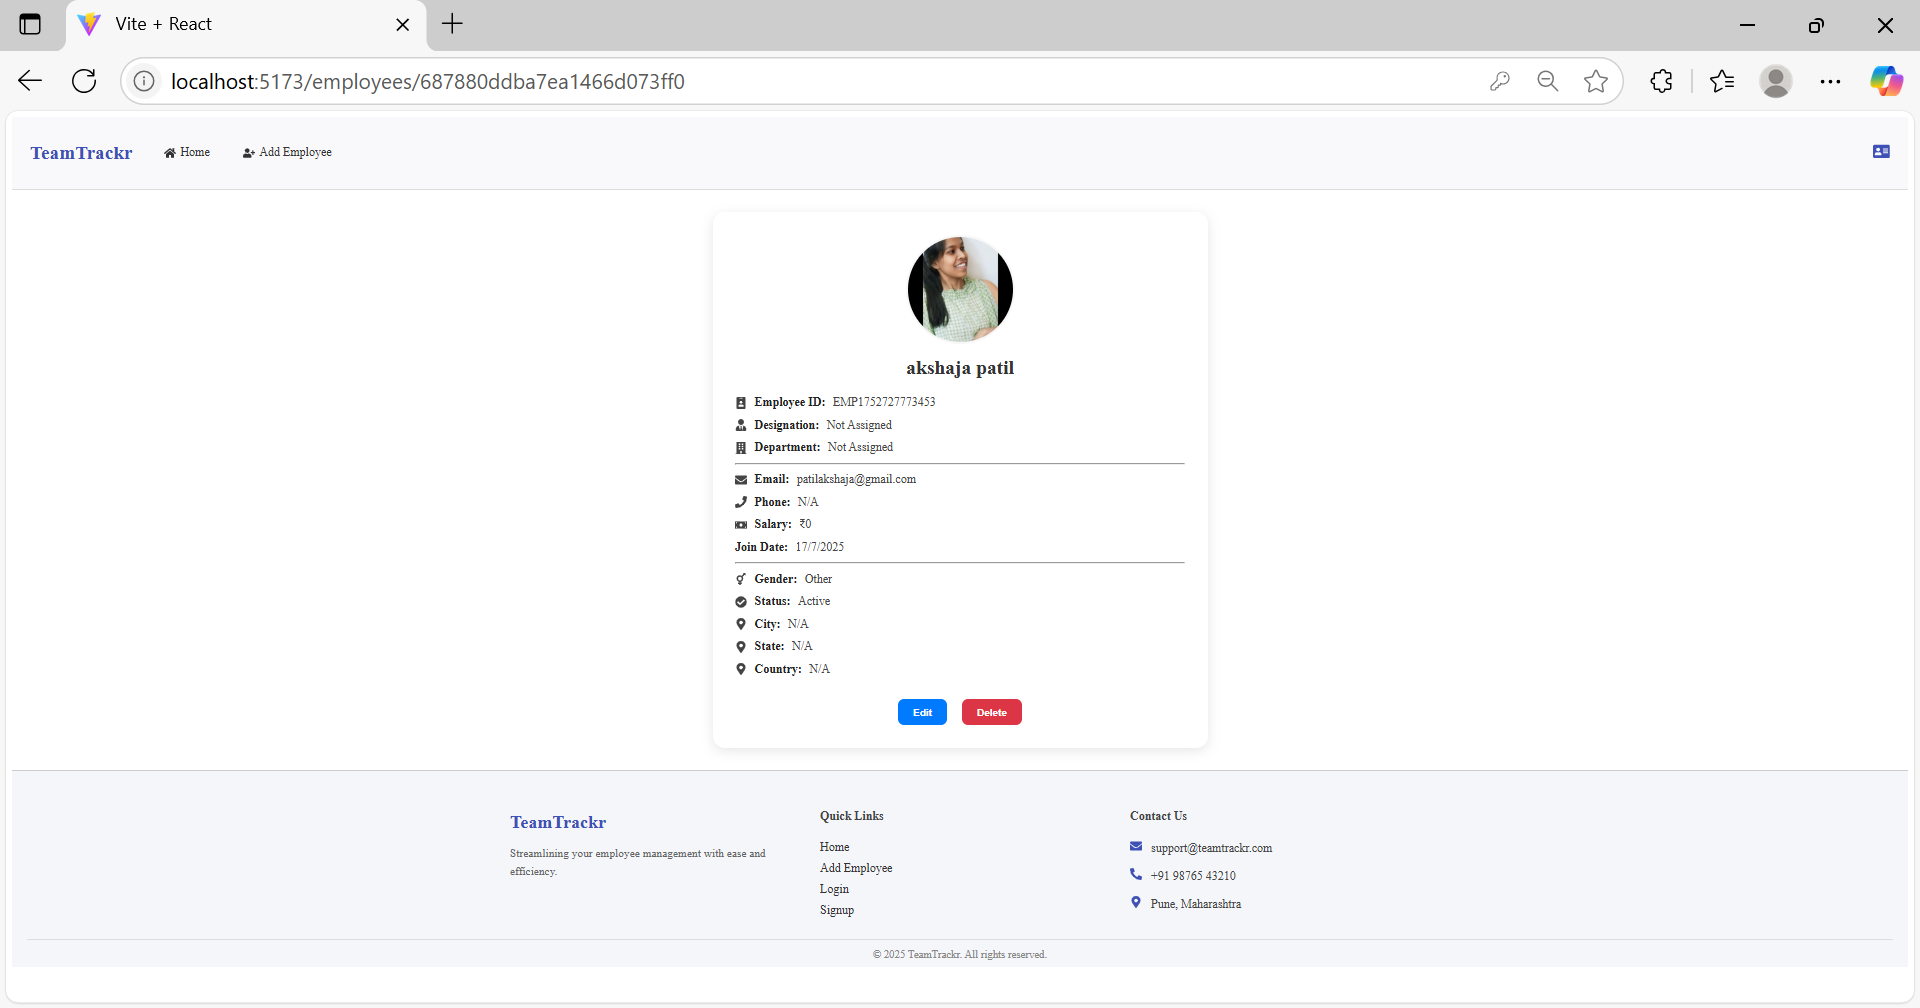 Vite + React
localhost:5173/employees/687880ddba7ea1466d073ff0
TeamTrackr Home Add Employee
akshaja patil
Employee ID: EMP1752727773453
Designation: Not Assigned
Department: Not Assigned
Email: patilakshaja@gmail.com
Phone: N/A
Salary: ₹0
Join Date: 17/7/2025
Gender: Other
Status: Active
City: N/A
State: N/A
Country: N/A
Edit Delete
TeamTrackr
Streamlining your employee management with ease and
efficiency.
Quick Links
Home
Add Employee
Login
Signup
Contact Us
support@teamtrackr.com
+91 98765 43210
Pune, Maharashtra
© 2025 TeamTrackr. All rights reserved.